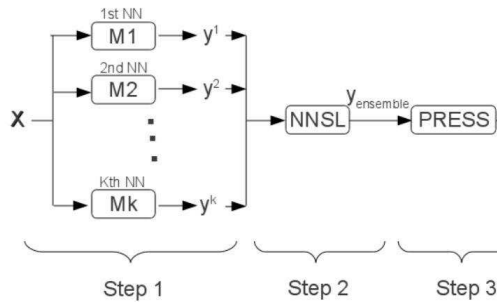 1st NN
M1
y¹
2nd NN
M2
y²
X
NNSL
y_ensemble
PRESS
Kth NN
Mk
yᵏ
Step 1
Step 2
Step 3